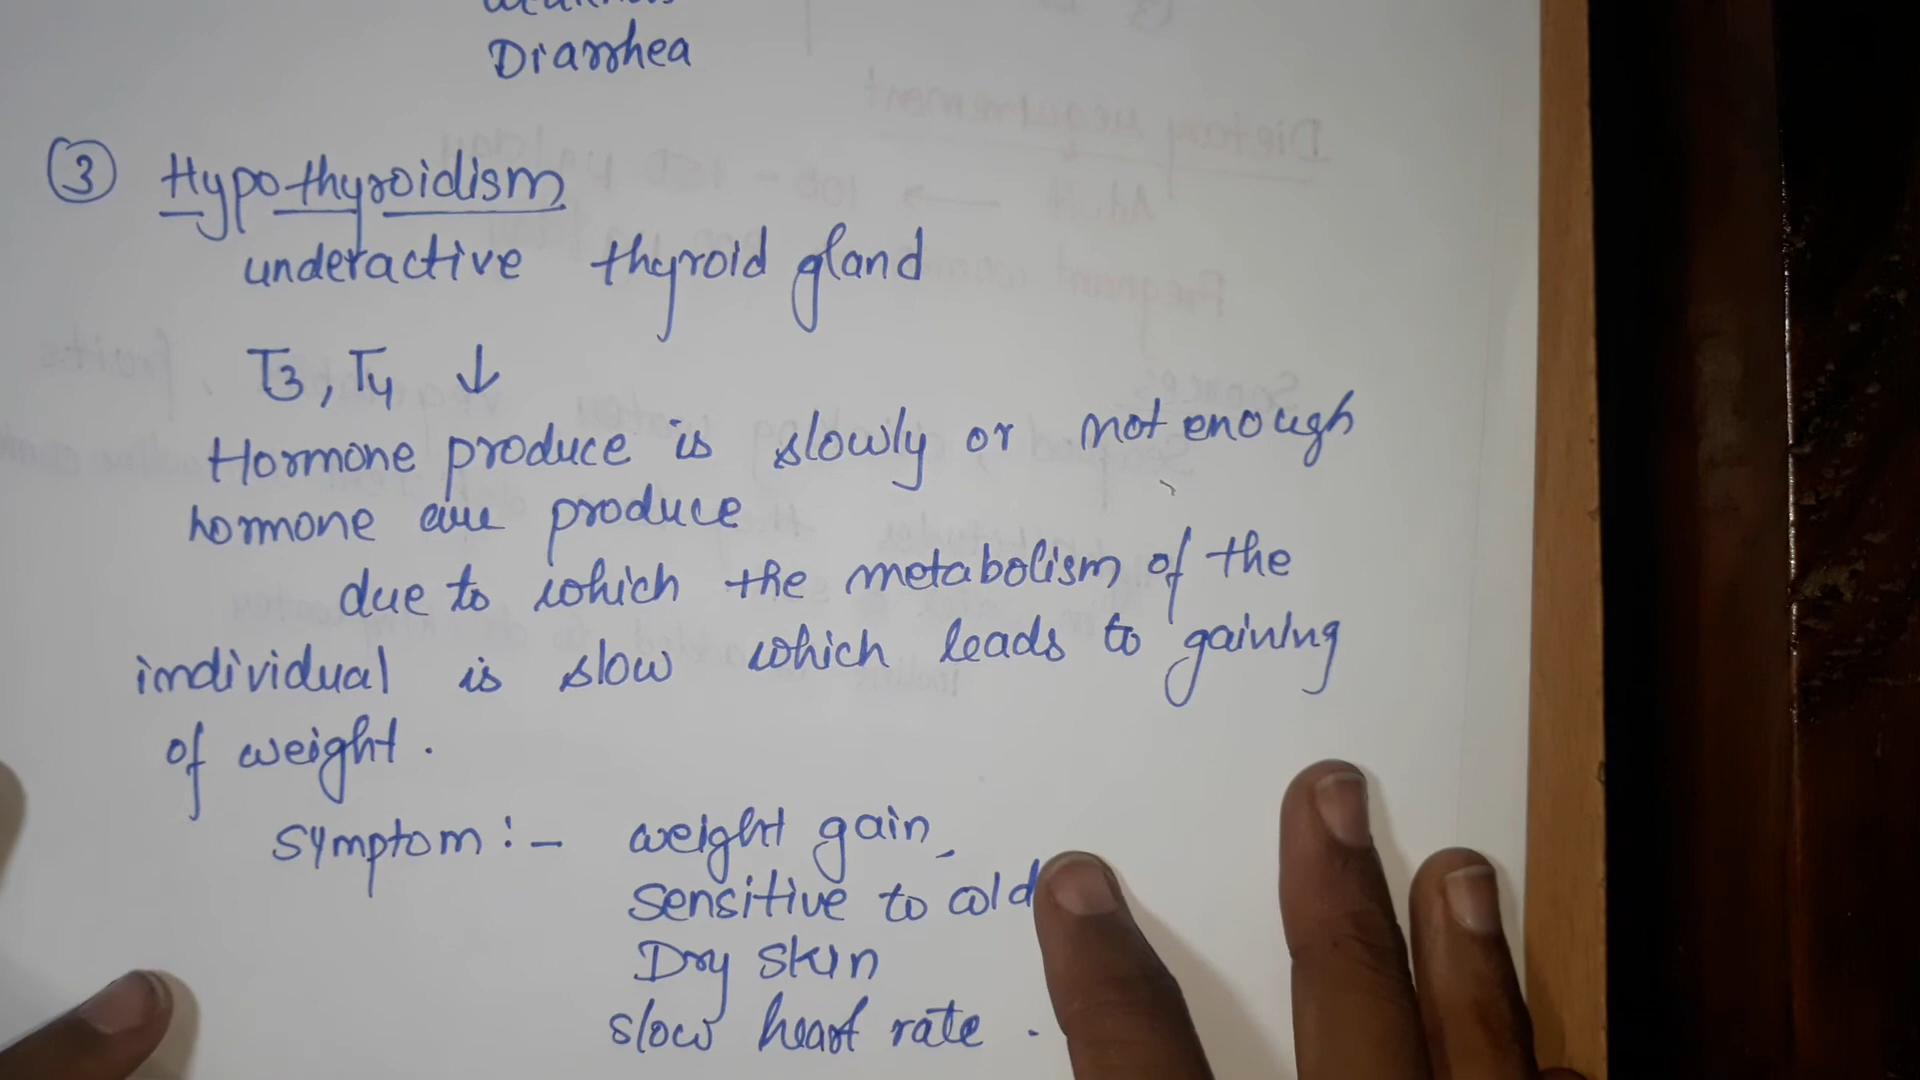 Diarrhea
③ Hypothyroidism
underactive thyroid gland
T3, T4 ↓
Hormone produce is slowly or not enough
hormone are produce
due to which the metabolism of the
individual is slow which leads to gaining
of weight.
Symptom :- weight gain
Sensitive to cold
Dry skin
slow heart rate.